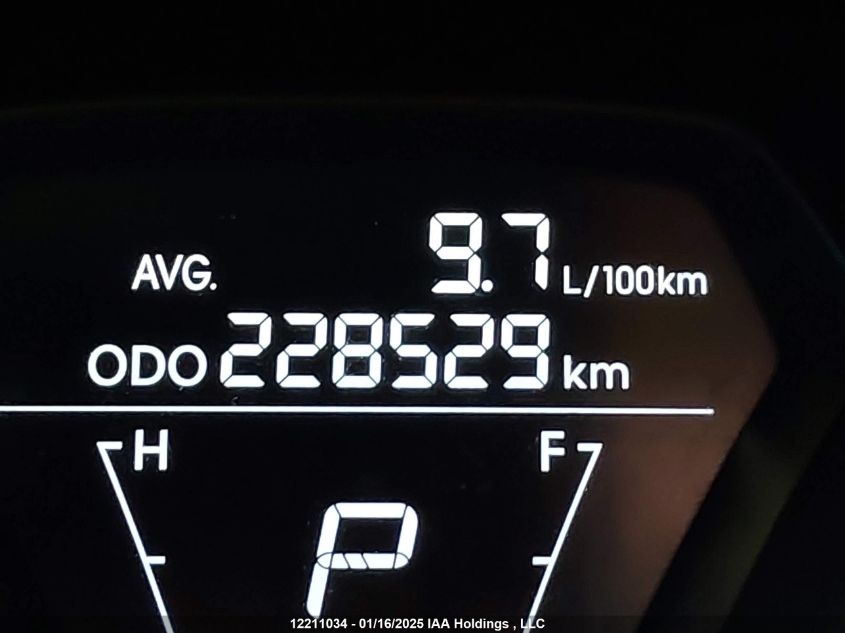 AVG. 9.7 L/100km
ODO 228529 km
H F
P
12211034 - 01/16/2025 IAA Holdings , LLC